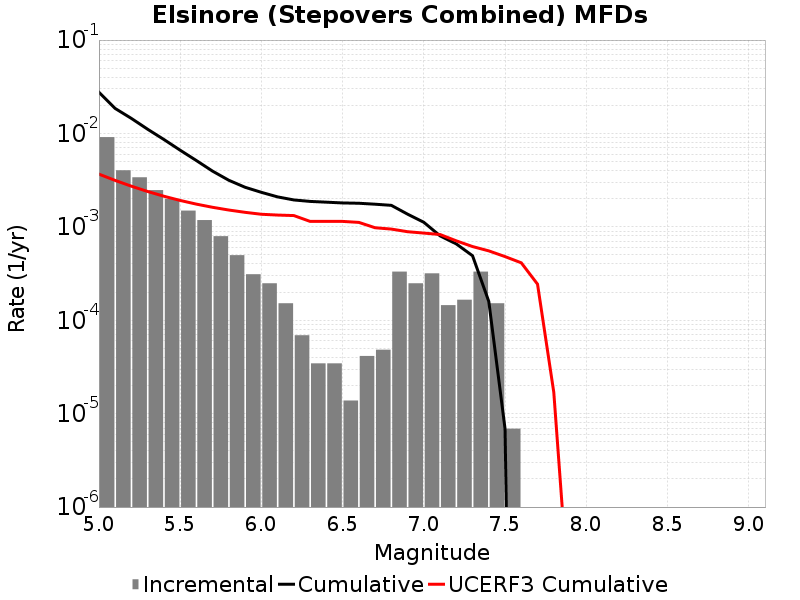 Elsinore (Stepovers Combined) MFDs
10-1
10-2
10-3
10-4
10-5
10-6
Rate (1/yr)
5.0 5.5 6.0 6.5 7.0 7.5 8.0 8.5 9.0
Magnitude
Incremental Cumulative UCERF3 Cumulative